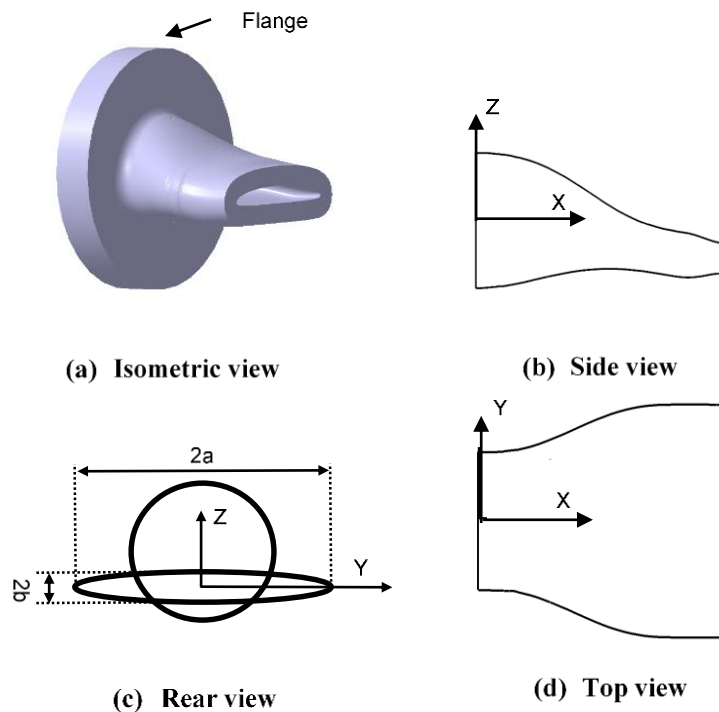 Flange
Z
X
(a) Isometric view
(b) Side view
2a
Z
Y
2b
(c) Rear view
Y
X
(d) Top view